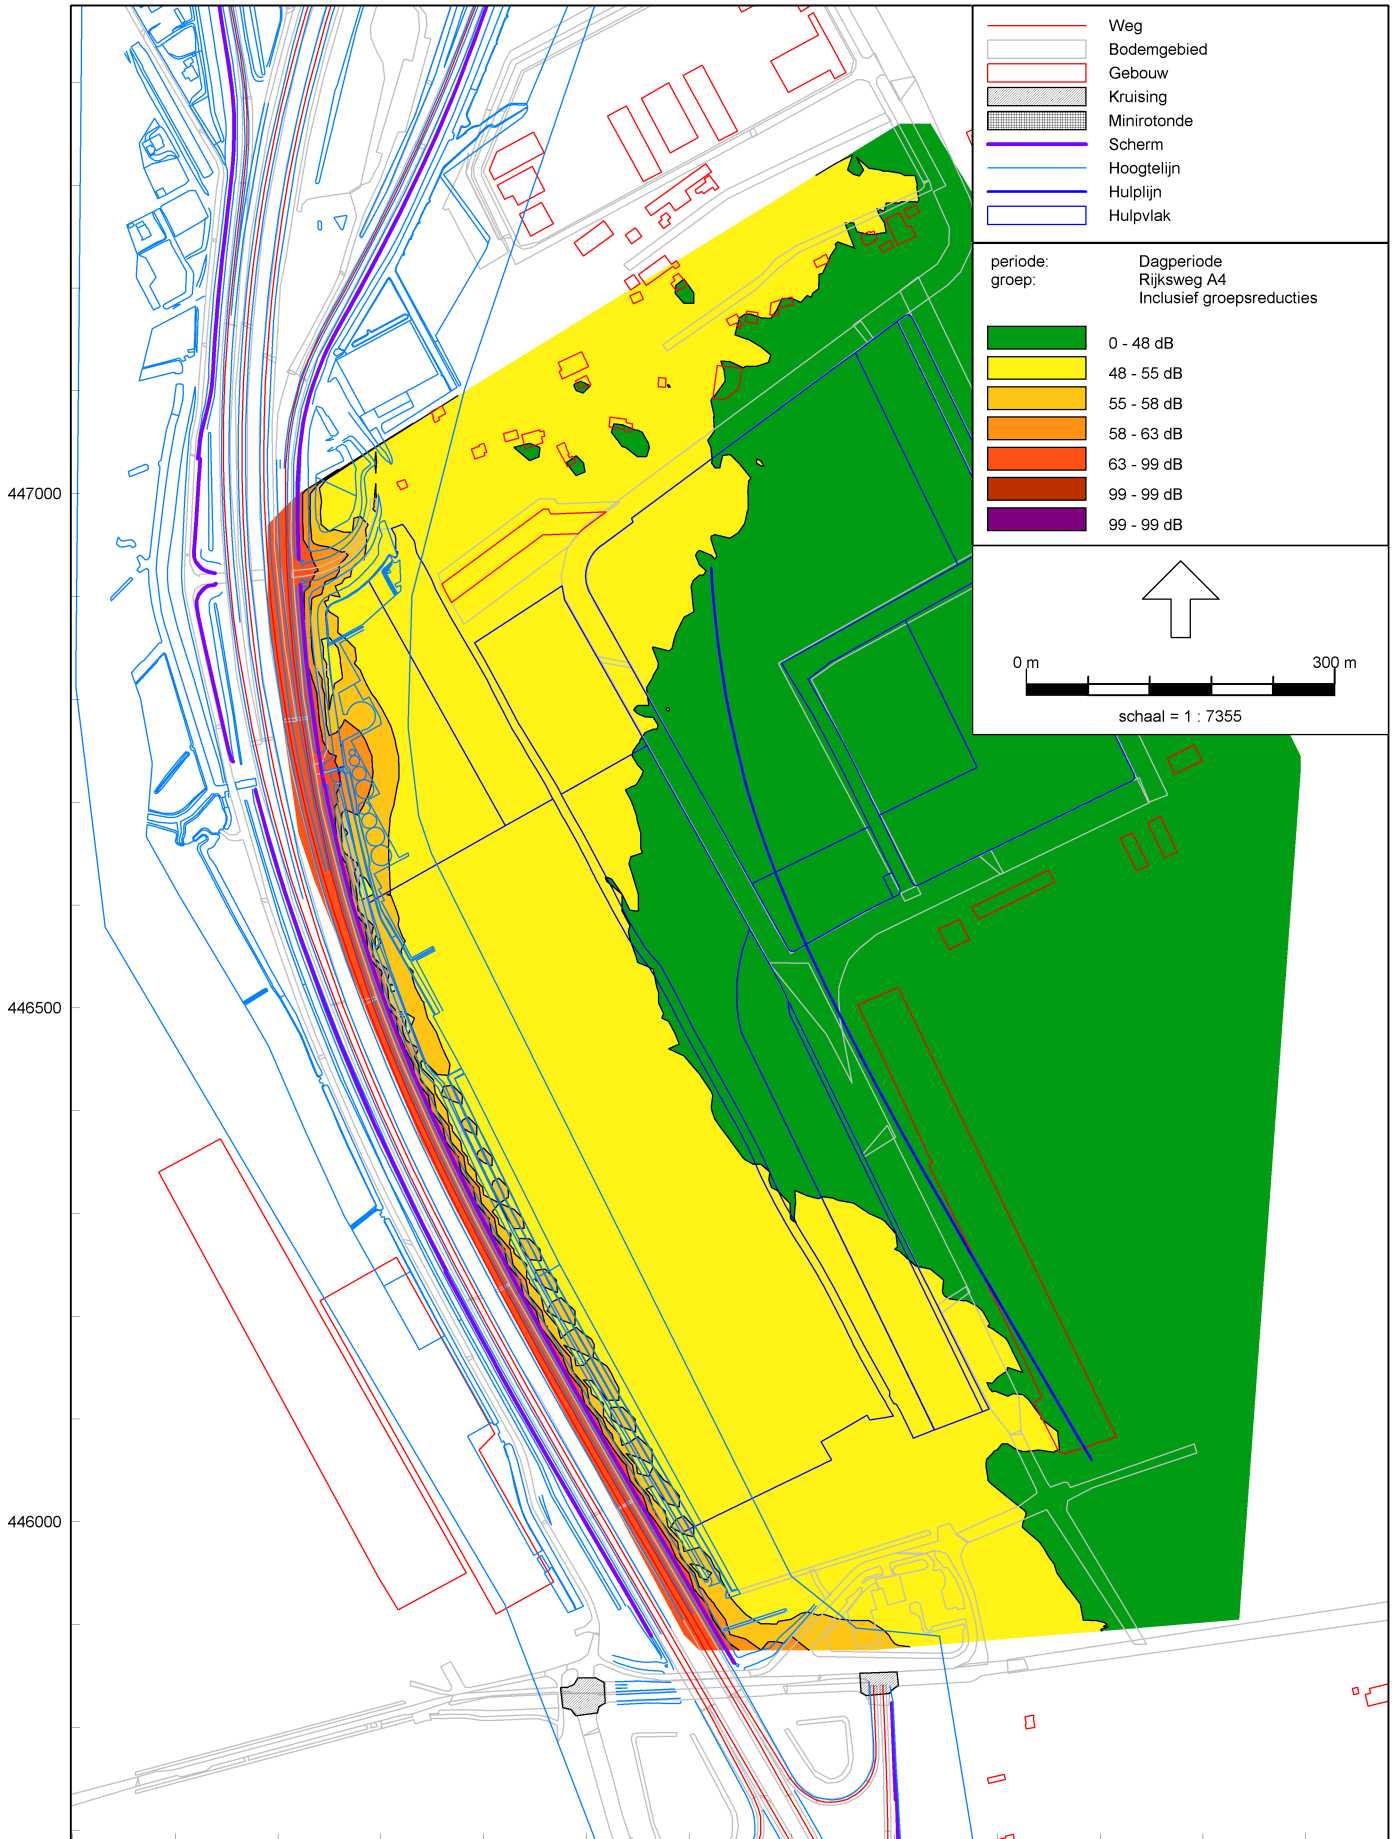 Weg
Bodemgebied
Gebouw
Kruising
Minirotonde
Scherm
Hoogtelijn
Hulplijn
Hulpvlak
periode: Dagperiode
groep: Rijksweg A4
Inclusief groepsreducties
0 - 48 dB
48 - 55 dB
55 - 58 dB
58 - 63 dB
63 - 99 dB
99 - 99 dB
99 - 99 dB
0 m 300 m
schaal = 1 : 7355
447000
446500
446000